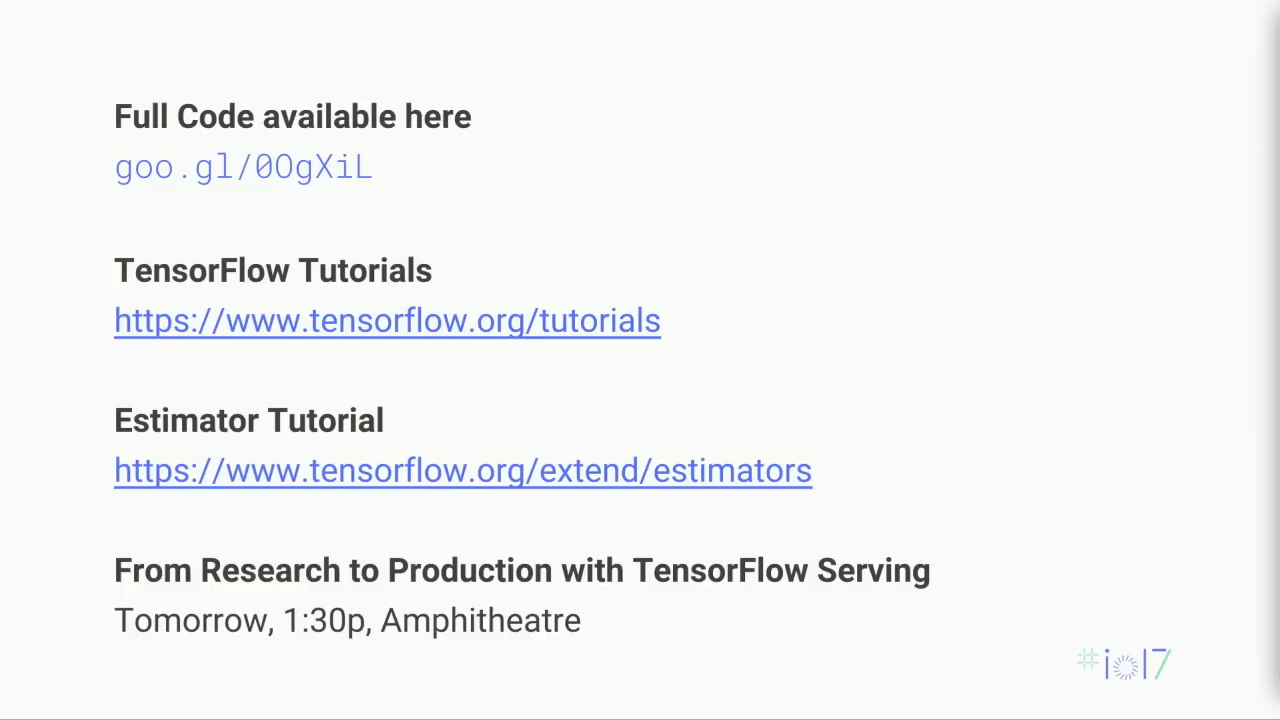 Full Code available here
goo.gl/0OgXiL
TensorFlow Tutorials
https://www.tensorflow.org/tutorials
Estimator Tutorial
https://www.tensorflow.org/extend/estimators
From Research to Production with TensorFlow Serving
Tomorrow, 1:30p, Amphitheatre
#io17